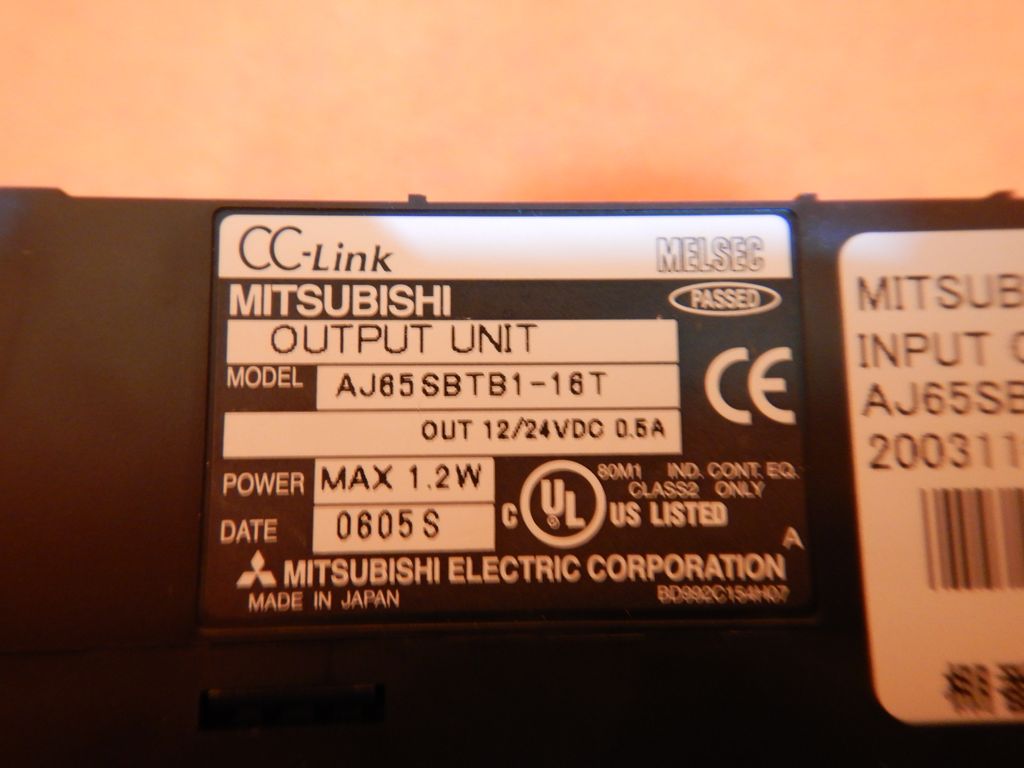 CC-Link MELSEC
MITSUBISHI PASSED
OUTPUT UNIT
MODEL AJ65SBTB1-16T
CE
OUT 12/24VDC 0.5A
POWER MAX 1.2W
DATE 0605S
C UL US LISTED
80M1 IND. CONT. EQ.
CLASS2 ONLY
A
MITSUBISHI ELECTRIC CORPORATION
MADE IN JAPAN BD992C154H07
MITSUB
INPUT
AJ65SB
200311